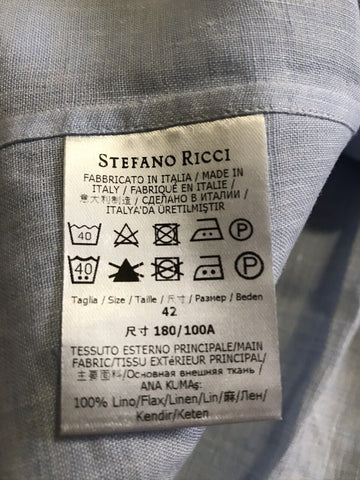 STEFANO RICCI
FABBRICATO IN ITALIA / MADE IN
ITALY / FABRIQUÉ EN ITALIE /
意大利制造 / СДЕЛАНО В ИТАЛИИ /
ITALYA'DA ÜRETILMIŞTIR
40 P
40 P
Taglia / Size / Taille / 尺寸 / Размер / Beden
42
尺寸 180/100A
TESSUTO ESTERNO PRINCIPALE/MAIN
FABRIC/TISSU EXTÉRIEUR PRINCIPAL/
主要面料/Основная внешняя ткань /
ANA KUMAŞ:
100% Lino/Flax/Linen/Lin/麻/Лен/
Kendir/Keten